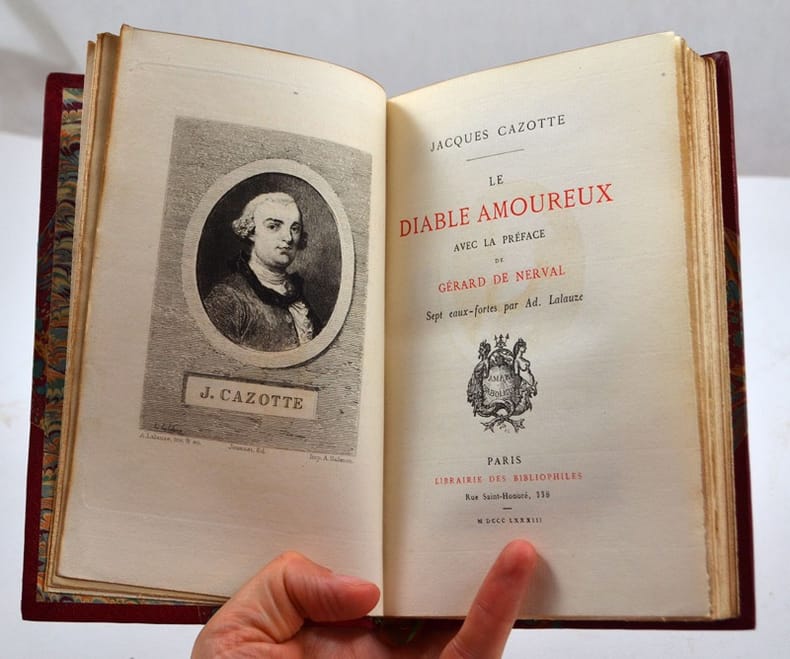 J. CAZOTTE
A. Lalauze, inv. & sc.
Jouaust, Ed.
Imp. A. Salmon
JACQUES CAZOTTE
LE
DIABLE AMOUREUX
AVEC LA PRÉFACE
DE
GÉRARD DE NERVAL
Sept eaux-fortes par Ad. Lalauze
PARIS
LIBRAIRIE DES BIBLIOPHILES
Rue Saint-Honoré, 338
M DCCC LXXXIII